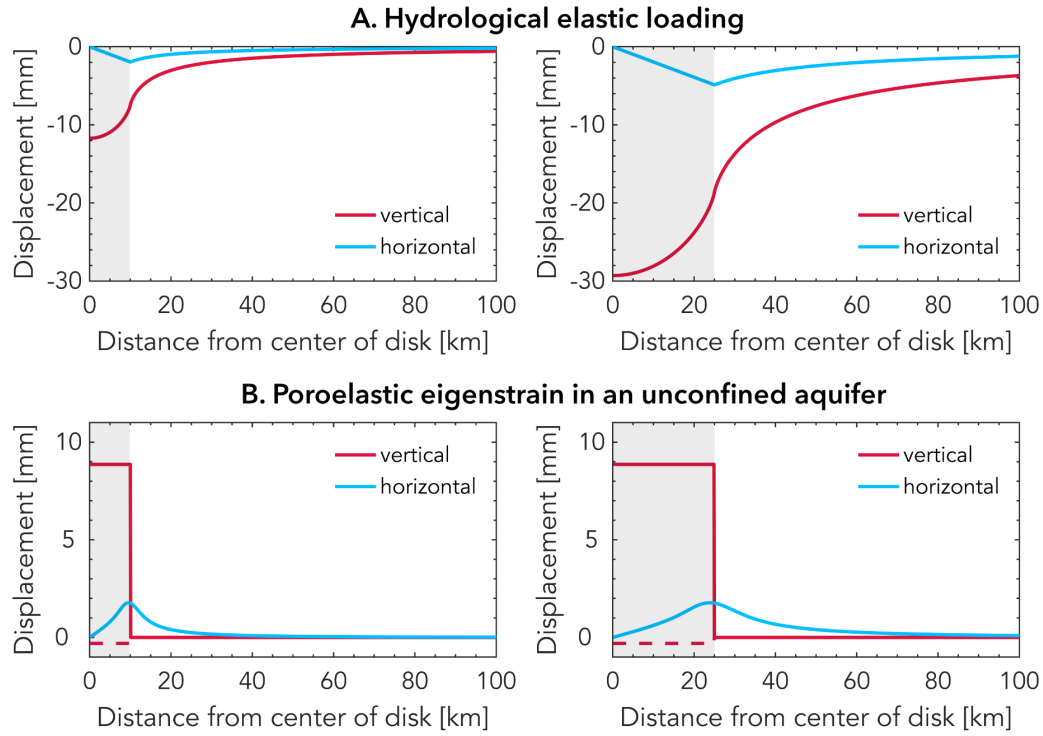 A. Hydrological elastic loading
Displacement [mm]
0
-10
-20
-30
vertical
horizontal
0 20 40 60 80 100
Distance from center of disk [km]
Displacement [mm]
0
-10
-20
-30
vertical
horizontal
0 20 40 60 80 100
Distance from center of disk [km]
B. Poroelastic eigenstrain in an unconfined aquifer
Displacement [mm]
10
5
0
vertical
horizontal
0 20 40 60 80 100
Distance from center of disk [km]
Displacement [mm]
10
5
0
vertical
horizontal
0 20 40 60 80 100
Distance from center of disk [km]